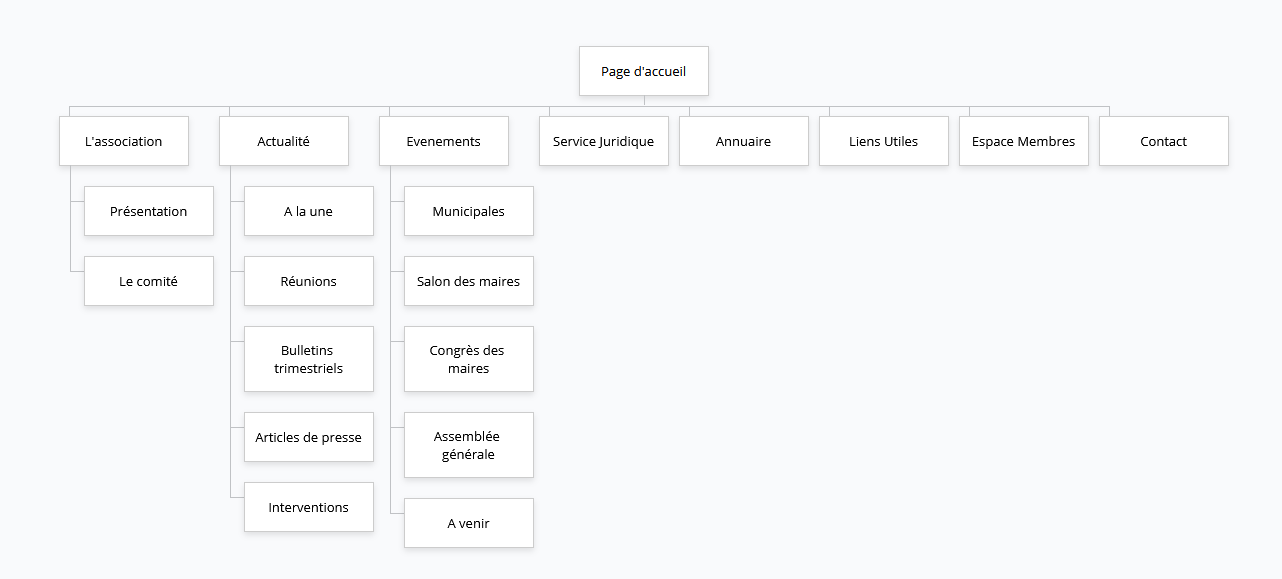 Page d'accueil
L'association
Actualité
Evenements
Service Juridique
Annuaire
Liens Utiles
Espace Membres
Contact
Présentation
Le comité
A la une
Réunions
Bulletins
trimestriels
Articles de presse
Interventions
Municipales
Salon des maires
Congrès des
maires
Assemblée
générale
A venir